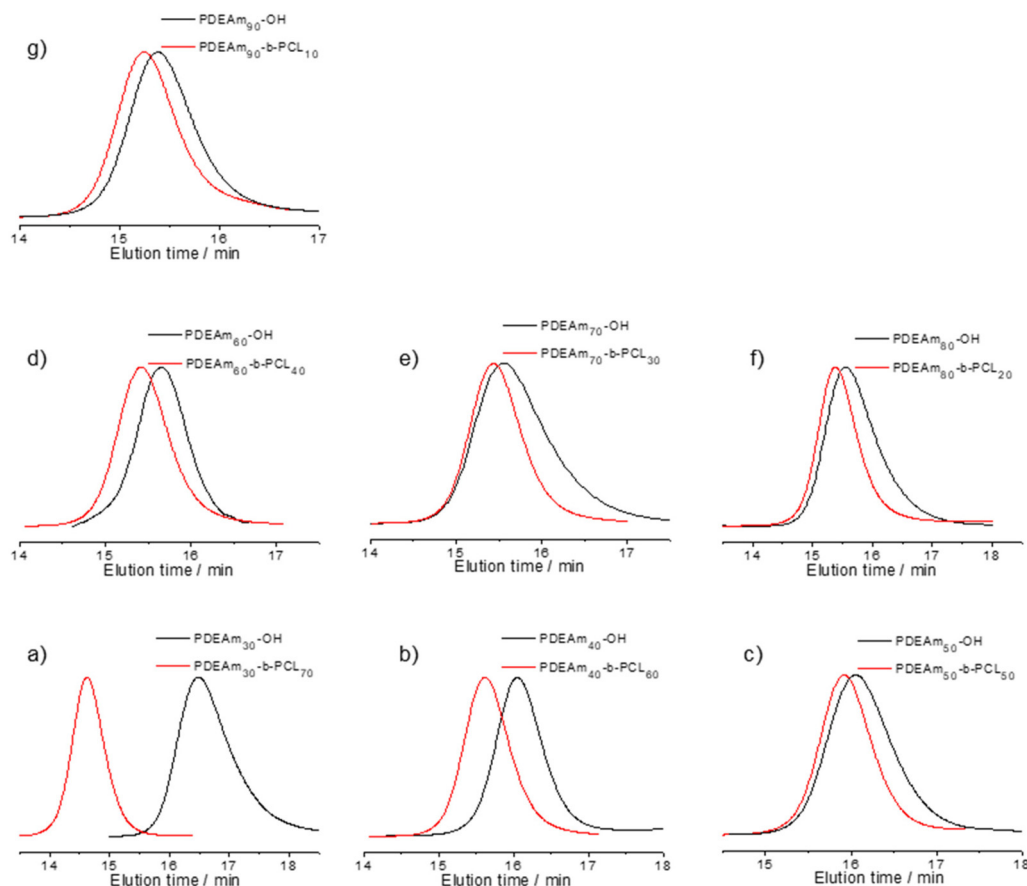 g)
PDEAm90-OH
PDEAm90-b-PCL10
14 15 16 17
Elution time / min
d)
PDEAm60-OH
PDEAm60-b-PCL40
14 15 16 17
Elution time / min
e)
PDEAm70-OH
PDEAm70-b-PCL30
14 15 16 17
Elution time / min
f)
PDEAm80-OH
PDEAm80-b-PCL20
14 15 16 17 18
Elution time / min
a)
PDEAm30-OH
PDEAm30-b-PCL70
14 15 16 17 18
Elution time / min
b)
PDEAm40-OH
PDEAm40-b-PCL60
14 15 16 17 18
Elution time / min
c)
PDEAm50-OH
PDEAm50-b-PCL50
15 16 17 18
Elution time / min